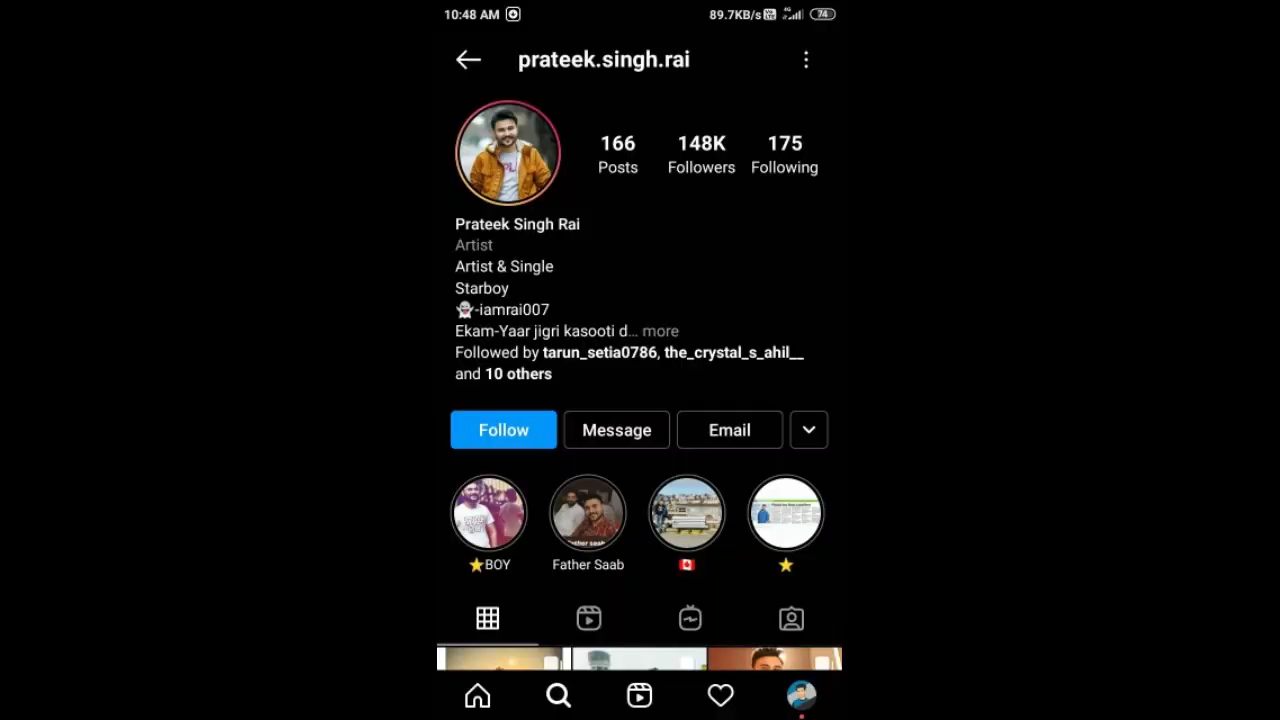 10:48 AM
89.7KB/s 4G 74
prateek.singh.rai
166 148K 175
Posts Followers Following
Prateek Singh Rai
Artist
Artist & Single
Starboy
👻-iamrai007
Ekam-Yaar jigri kasooti d... more
Followed by tarun_setia0786, the_crystal_s_ahil__
and 10 others
Follow Message Email
⭐BOY Father Saab 🇨🇦 ⭐